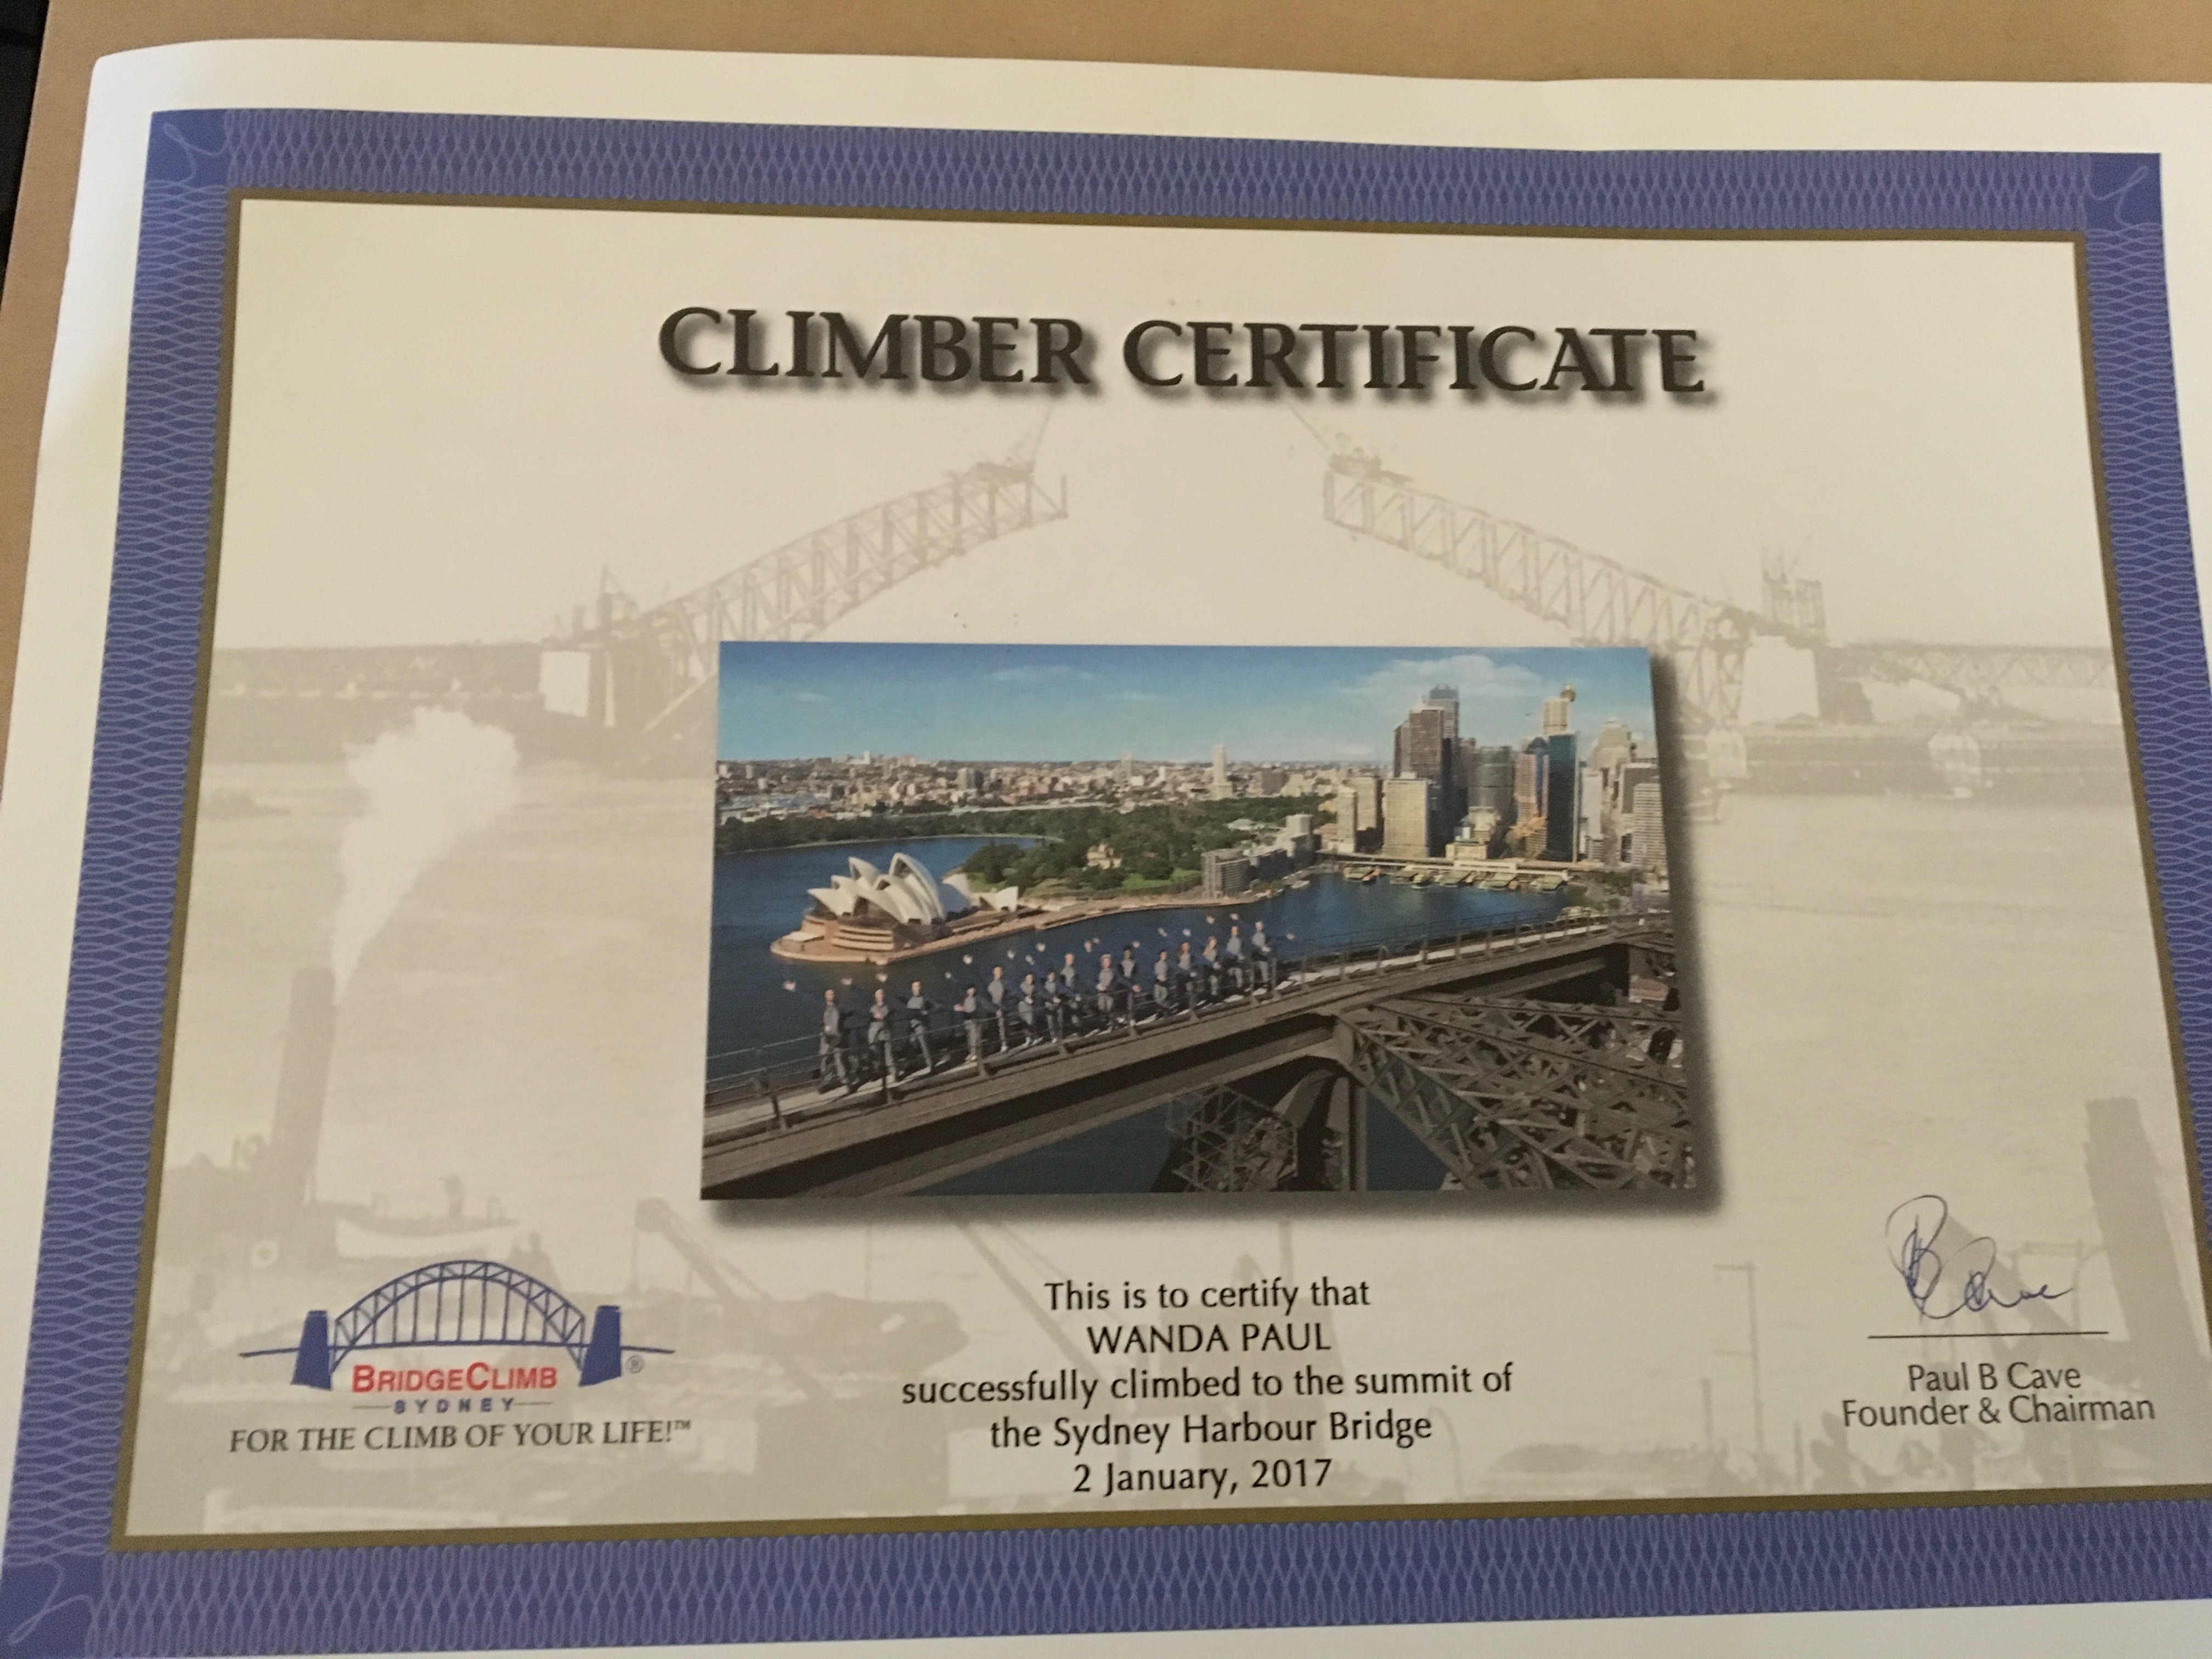 CLIMBER CERTIFICATE
This is to certify that
WANDA PAUL
successfully climbed to the summit of
the Sydney Harbour Bridge
2 January, 2017
BRIDGECLIMB ®
SYDNEY
FOR THE CLIMB OF YOUR LIFE!™
B Cave
Paul B Cave
Founder & Chairman